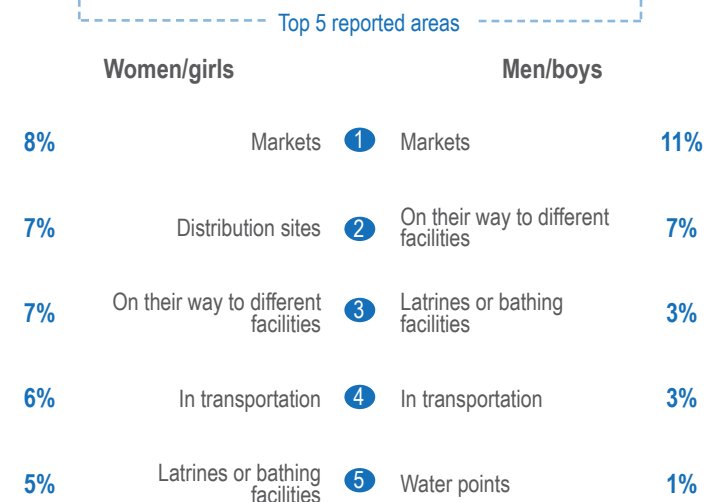 Top 5 reported areas
Women/girls
Men/boys
8%
Markets
1
Markets
11%
7%
Distribution sites
2
On their way to different
facilities
7%
7%
On their way to different
facilities
3
Latrines or bathing
facilities
3%
6%
In transportation
4
In transportation
3%
5%
Latrines or bathing
facilities
5
Water points
1%